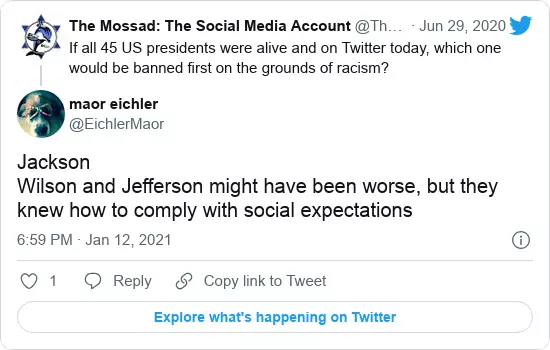 The Mossad: The Social Media Account @Th... · Jun 29, 2020
If all 45 US presidents were alive and on Twitter today, which one
would be banned first on the grounds of racism?
maor eichler
@EichlerMaor
Jackson
Wilson and Jefferson might have been worse, but they
knew how to comply with social expectations
6:59 PM · Jan 12, 2021
1 Reply Copy link to Tweet
Explore what's happening on Twitter